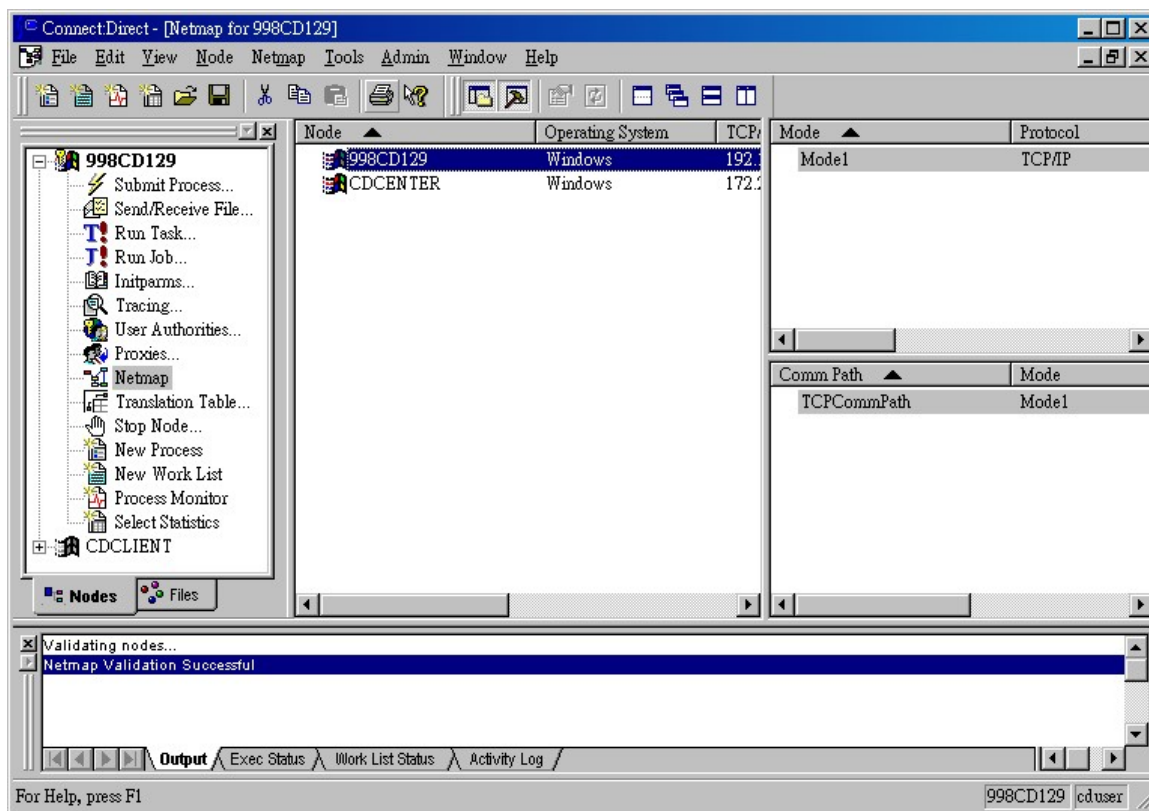 Connect:Direct - [Netmap for 998CD129]
File Edit View Node Netmap Tools Admin Window Help
998CD129
Submit Process...
Send/Receive File...
Run Task...
Run Job...
Initparms...
Tracing...
User Authorities...
Proxies...
Netmap
Translation Table...
Stop Node...
New Process
New Work List
Process Monitor
Select Statistics
CDCLIENT
Nodes Files
Node Operating System TCP/
998CD129 Windows 192.1
CDCENTER Windows 172.2
Mode Protocol
Mode1 TCP/IP
Comm Path Mode
TCPCommPath Mode1
Validating nodes...
Netmap Validation Successful
Output Exec Status Work List Status Activity Log
For Help, press F1 998CD129 cduser